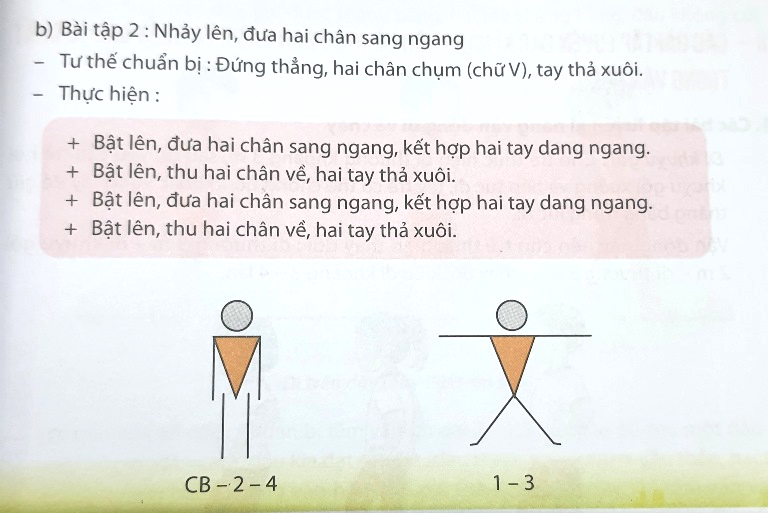 b) Bài tập 2 : Nhảy lên, đưa hai chân sang ngang
– Tư thế chuẩn bị : Đứng thẳng, hai chân chụm (chữ V), tay thả xuôi.
– Thực hiện :
+ Bật lên, đưa hai chân sang ngang, kết hợp hai tay dang ngang.
+ Bật lên, thu hai chân về, hai tay thả xuôi.
+ Bật lên, đưa hai chân sang ngang, kết hợp hai tay dang ngang.
+ Bật lên, thu hai chân về, hai tay thả xuôi.
CB – 2 – 4
1 – 3